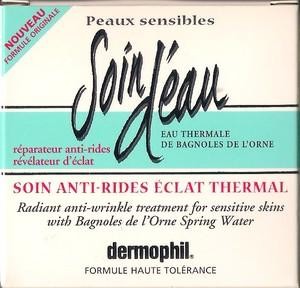 Peaux sensibles
NOUVEAU
FORMULE ORIGINALE
Soin d'eau
EAU THERMALE
DE BAGNOLES DE L'ORNE
réparateur anti-rides
révélateur d'éclat
SOIN ANTI-RIDES ÉCLAT THERMAL
Radiant anti-wrinkle treatment for sensitive skins
with Bagnoles de l'Orne Spring Water
dermophil®
FORMULE HAUTE TOLÉRANCE